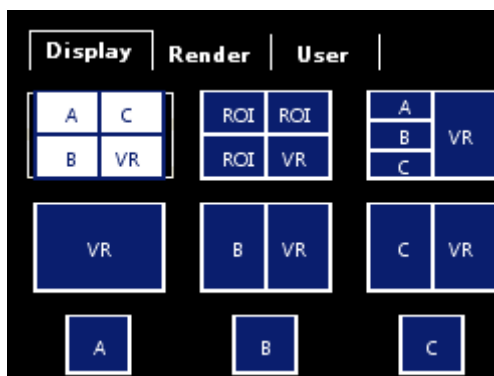 Display Render User
A C ROI ROI A
B VR
B VR ROI VR C
VR B VR C VR
A B C